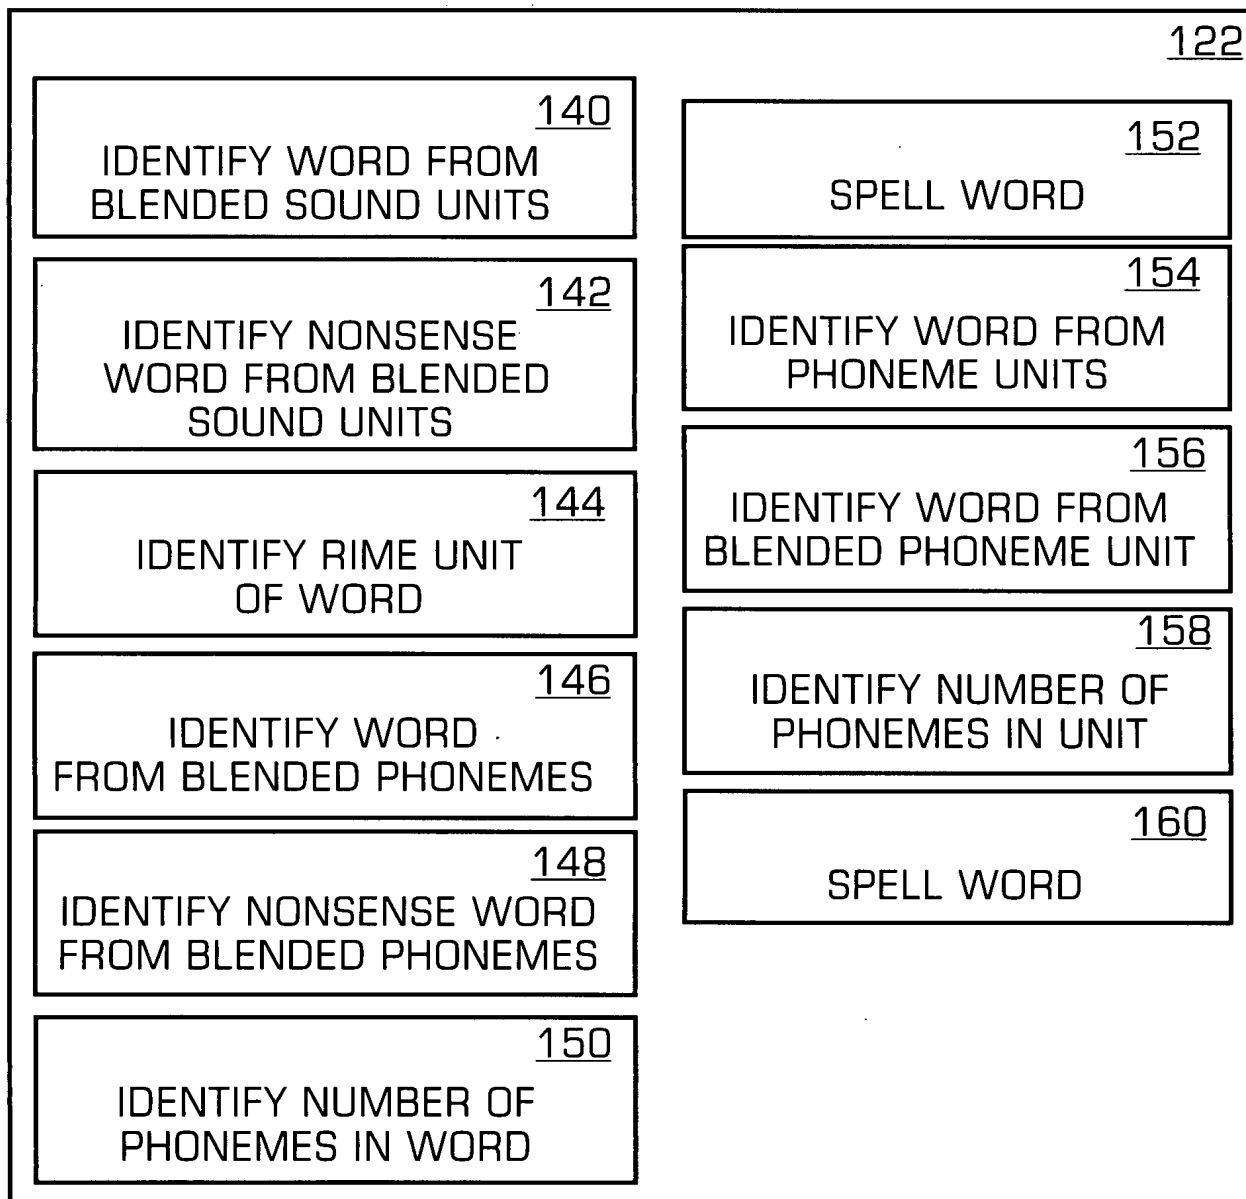 122
140
IDENTIFY WORD FROM
BLENDED SOUND UNITS
142
IDENTIFY NONSENSE
WORD FROM BLENDED
SOUND UNITS
144
IDENTIFY RIME UNIT
OF WORD
146
IDENTIFY WORD
FROM BLENDED PHONEMES
148
IDENTIFY NONSENSE WORD
FROM BLENDED PHONEMES
150
IDENTIFY NUMBER OF
PHONEMES IN WORD
152
SPELL WORD
154
IDENTIFY WORD FROM
PHONEME UNITS
156
IDENTIFY WORD FROM
BLENDED PHONEME UNIT
158
IDENTIFY NUMBER OF
PHONEMES IN UNIT
160
SPELL WORD